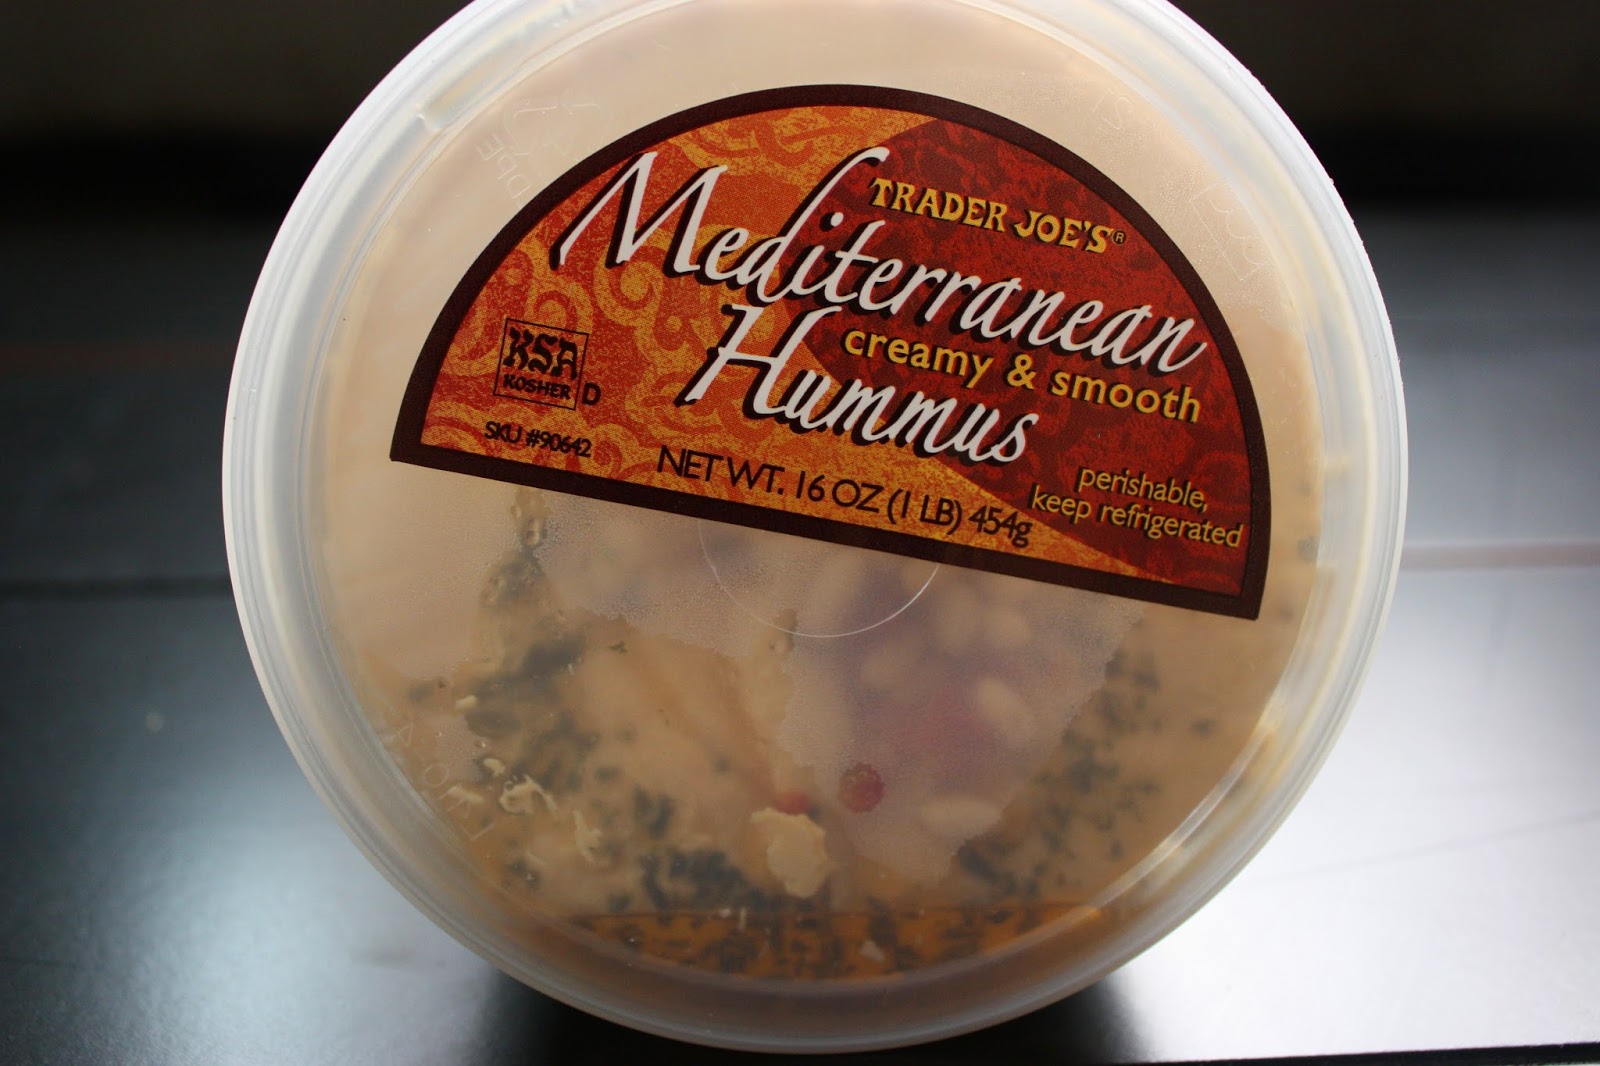 TRADER JOE'S®
Mediterranean
Hummus
creamy & smooth
KSA
KOSHER D
SKU #90642
NET WT. 16 OZ (1 LB) 454g
perishable,
keep refrigerated